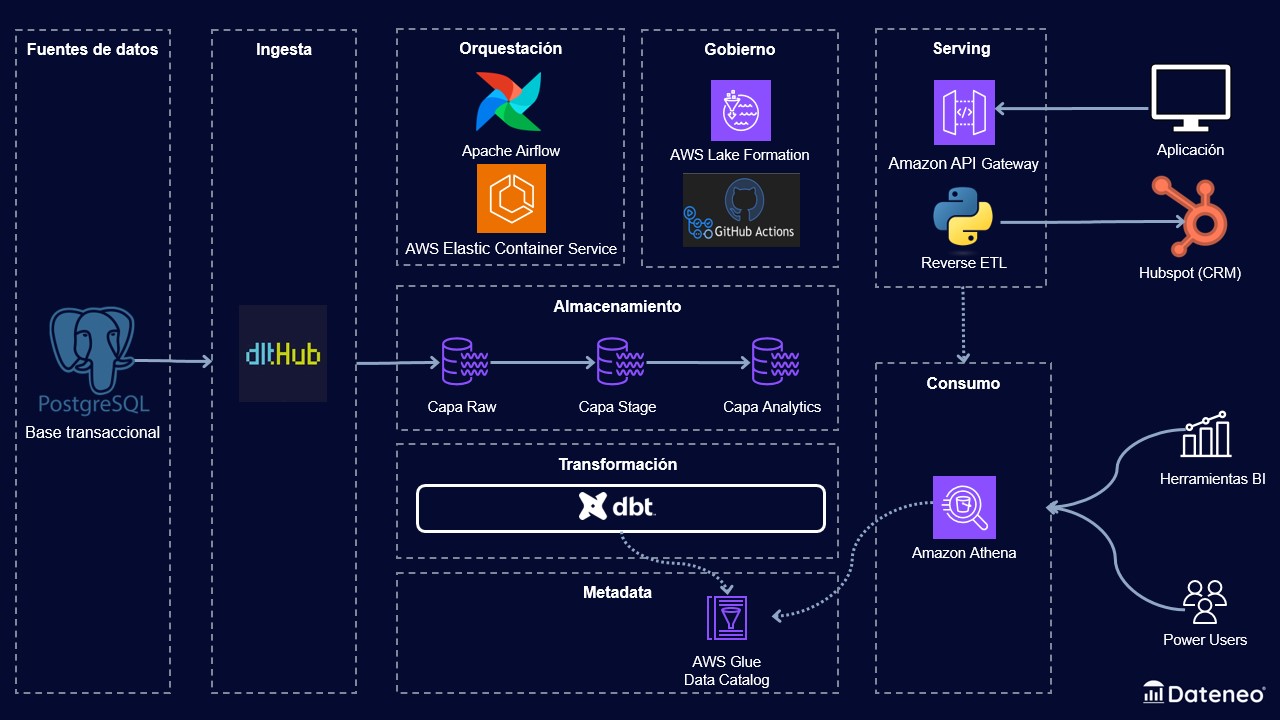 Fuentes de datos
PostgreSQL
Base transaccional
Ingesta
dltHub
Orquestación
Apache Airflow
AWS Elastic Container Service
Gobierno
AWS Lake Formation
GitHub Actions
Almacenamiento
Capa Raw
Capa Stage
Capa Analytics
Transformación
dbt
Metadata
AWS Glue
Data Catalog
Serving
Amazon API Gateway
Reverse ETL
Consumo
Amazon Athena
Aplicación
Hubspot (CRM)
Herramientas BI
Power Users
Dateneo®